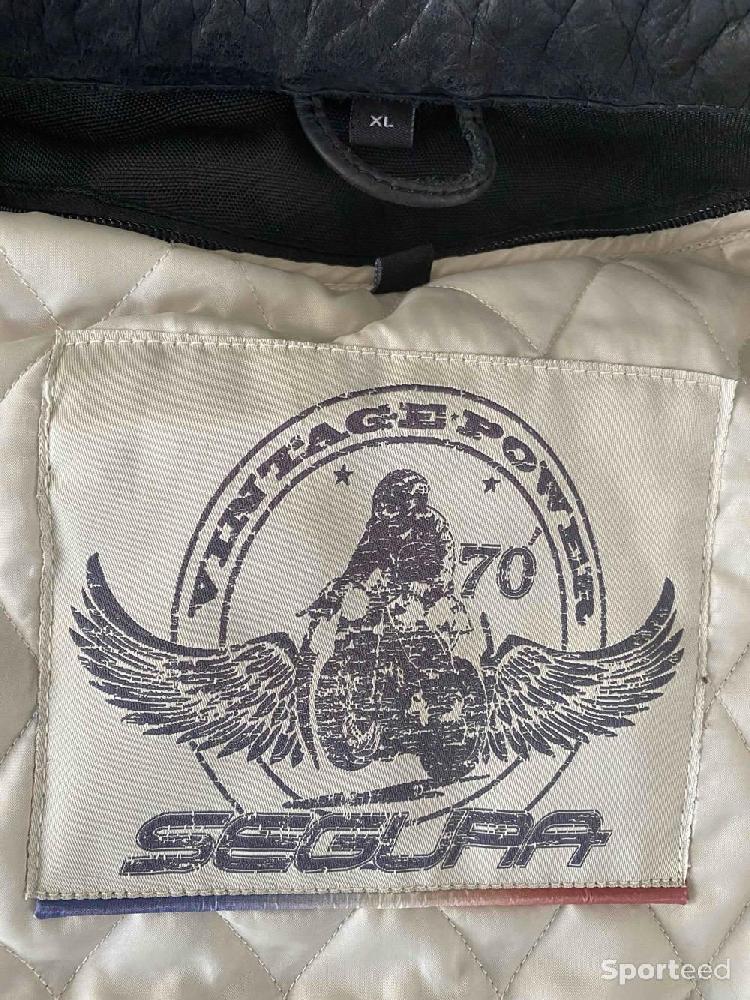 XL
VINTAGE POWER
70'
SEGURA
Sporteed